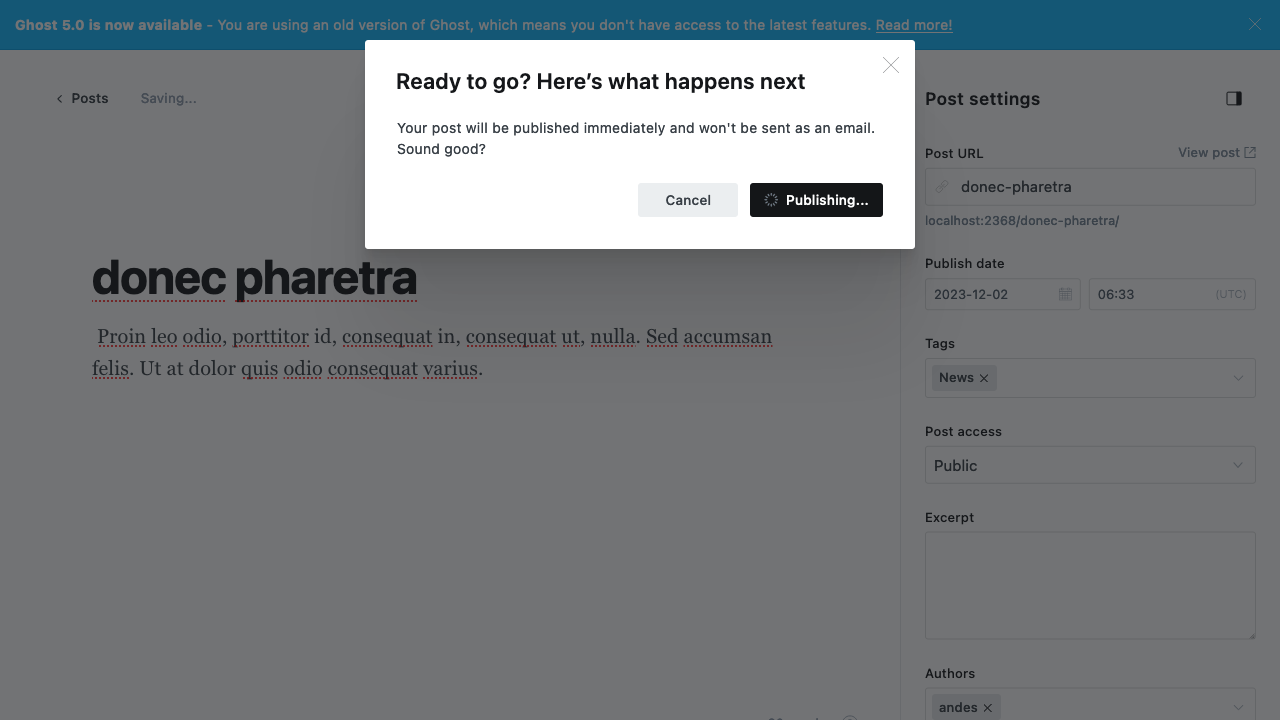 Ghost 5.0 is now available - You are using an old version of Ghost, which means you don't have access to the latest features. Read more!
Ready to go? Here's what happens next
Your post will be published immediately and won't be sent as an email.
Sound good?
Cancel
Publishing...
Posts
Saving...
donec pharetra
Proin leo odio, porttitor id, consequat in, consequat ut, nulla. Sed accumsan
felis. Ut at dolor quis odio consequat varius.
Post settings
Post URL
View post
donec-pharetra
localhost:2368/donec-pharetra/
Publish date
2023-12-02
06:33
(UTC)
Tags
News
Post access
Public
Excerpt
Authors
andes